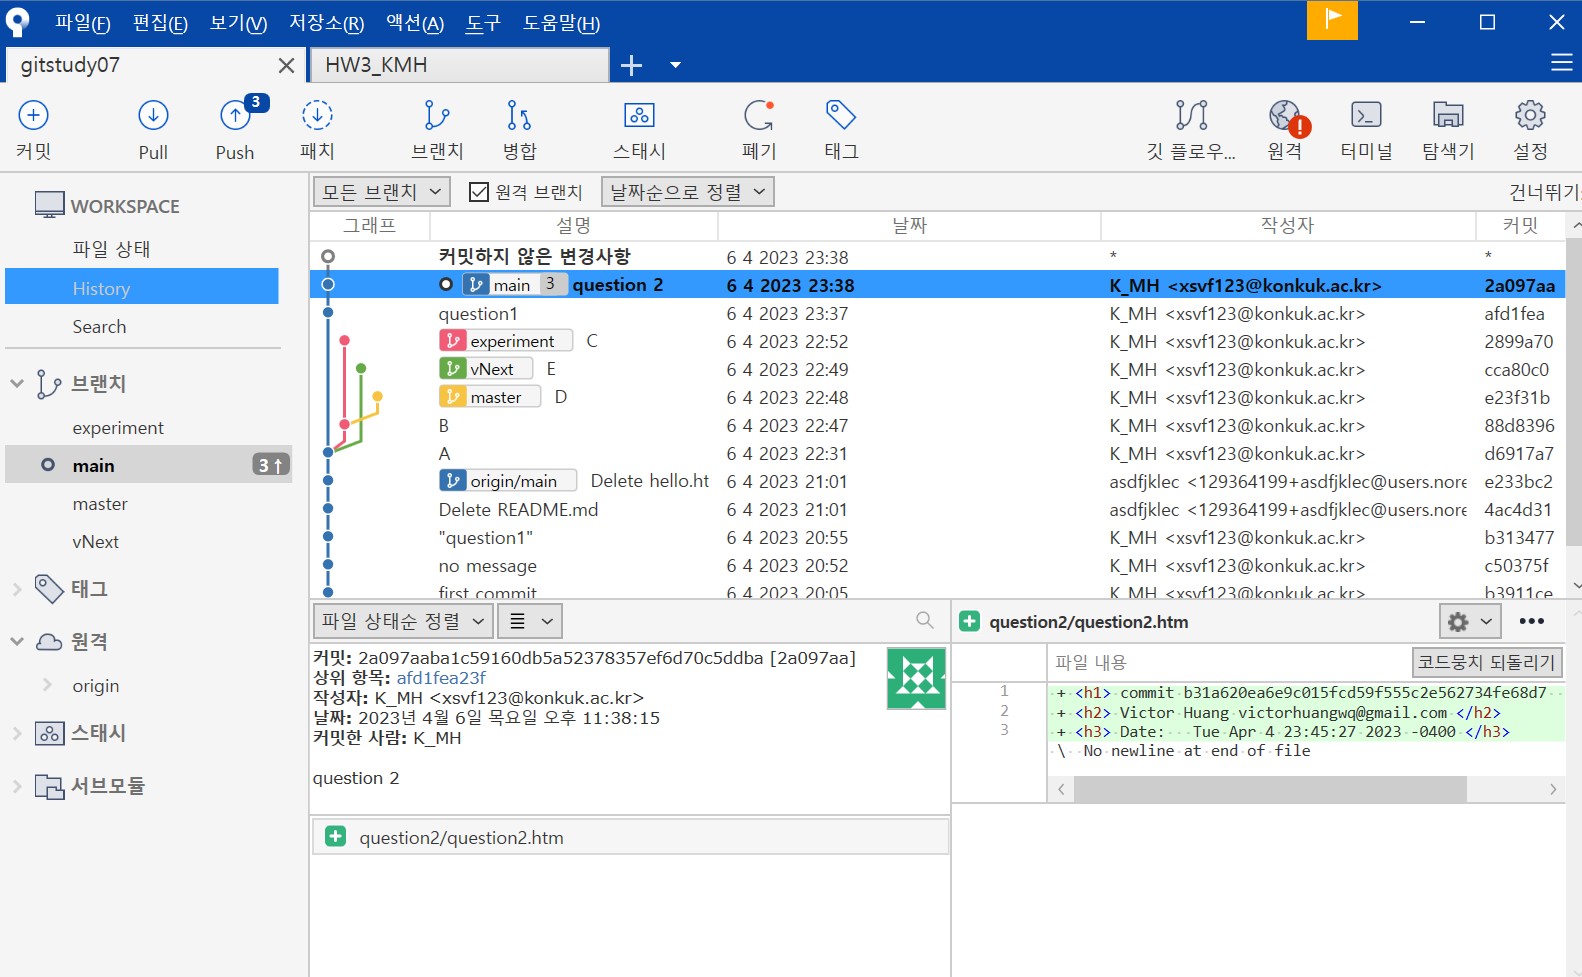 파일(F) 편집(E) 보기(V) 저장소(R) 액션(A) 도구 도움말(H)
gitstudy07 HW3_KMH
커밋 Pull Push 3 패치 브랜치 병합 스태시 폐기 태그 깃 플로우... 원격 터미널 탐색기 설정
모든 브랜치 원격 브랜치 날짜순으로 정렬 건너뛰기
WORKSPACE
파일 상태
History
Search
브랜치
experiment
main 3↑
master
vNext
태그
원격
origin
스태시
서브모듈
그래프 설명 날짜 작성자 커밋
커밋하지 않은 변경사항 6 4 2023 23:38 * *
main 3 question 2 6 4 2023 23:38 K_MH <xsvf123@konkuk.ac.kr> 2a097aa
question1 6 4 2023 23:37 K_MH <xsvf123@konkuk.ac.kr> afd1fea
experiment C 6 4 2023 22:52 K_MH <xsvf123@konkuk.ac.kr> 2899a70
vNext E 6 4 2023 22:49 K_MH <xsvf123@konkuk.ac.kr> cca80c0
master D 6 4 2023 22:48 K_MH <xsvf123@konkuk.ac.kr> e23f31b
B 6 4 2023 22:47 K_MH <xsvf123@konkuk.ac.kr> 88d8396
A 6 4 2023 22:31 K_MH <xsvf123@konkuk.ac.kr> d6917a7
origin/main Delete hello.ht 6 4 2023 21:01 asdfjklec <129364199+asdfjklec@users.nore e233bc2
Delete README.md 6 4 2023 21:01 asdfjklec <129364199+asdfjklec@users.nore 4ac4d31
"question1" 6 4 2023 20:55 K_MH <xsvf123@konkuk.ac.kr> b313477
no message 6 4 2023 20:52 K_MH <xsvf123@konkuk.ac.kr> c50375f
first commit 6 4 2023 20:05 K_MH <xsvf123@konkuk.ac.kr> b3911ce
파일 상태순 정렬
커밋: 2a097aaba1c59160db5a52378357ef6d70c5ddba [2a097aa]
상위 항목: afd1fea23f
작성자: K_MH <xsvf123@konkuk.ac.kr>
날짜: 2023년 4월 6일 목요일 오후 11:38:15
커밋한 사람: K_MH
question 2
question2/question2.htm
question2/question2.htm
파일 내용 코드뭉치 되돌리기
1 + <h1> commit b31a620ea6e9c015fcd59f555c2e562734fe68d7
2 + <h2> Victor Huang victorhuangwq@gmail.com </h2>
3 + <h3> Date:   Tue Apr 4 23:45:27 2023 -0400 </h3>
\ No newline at end of file